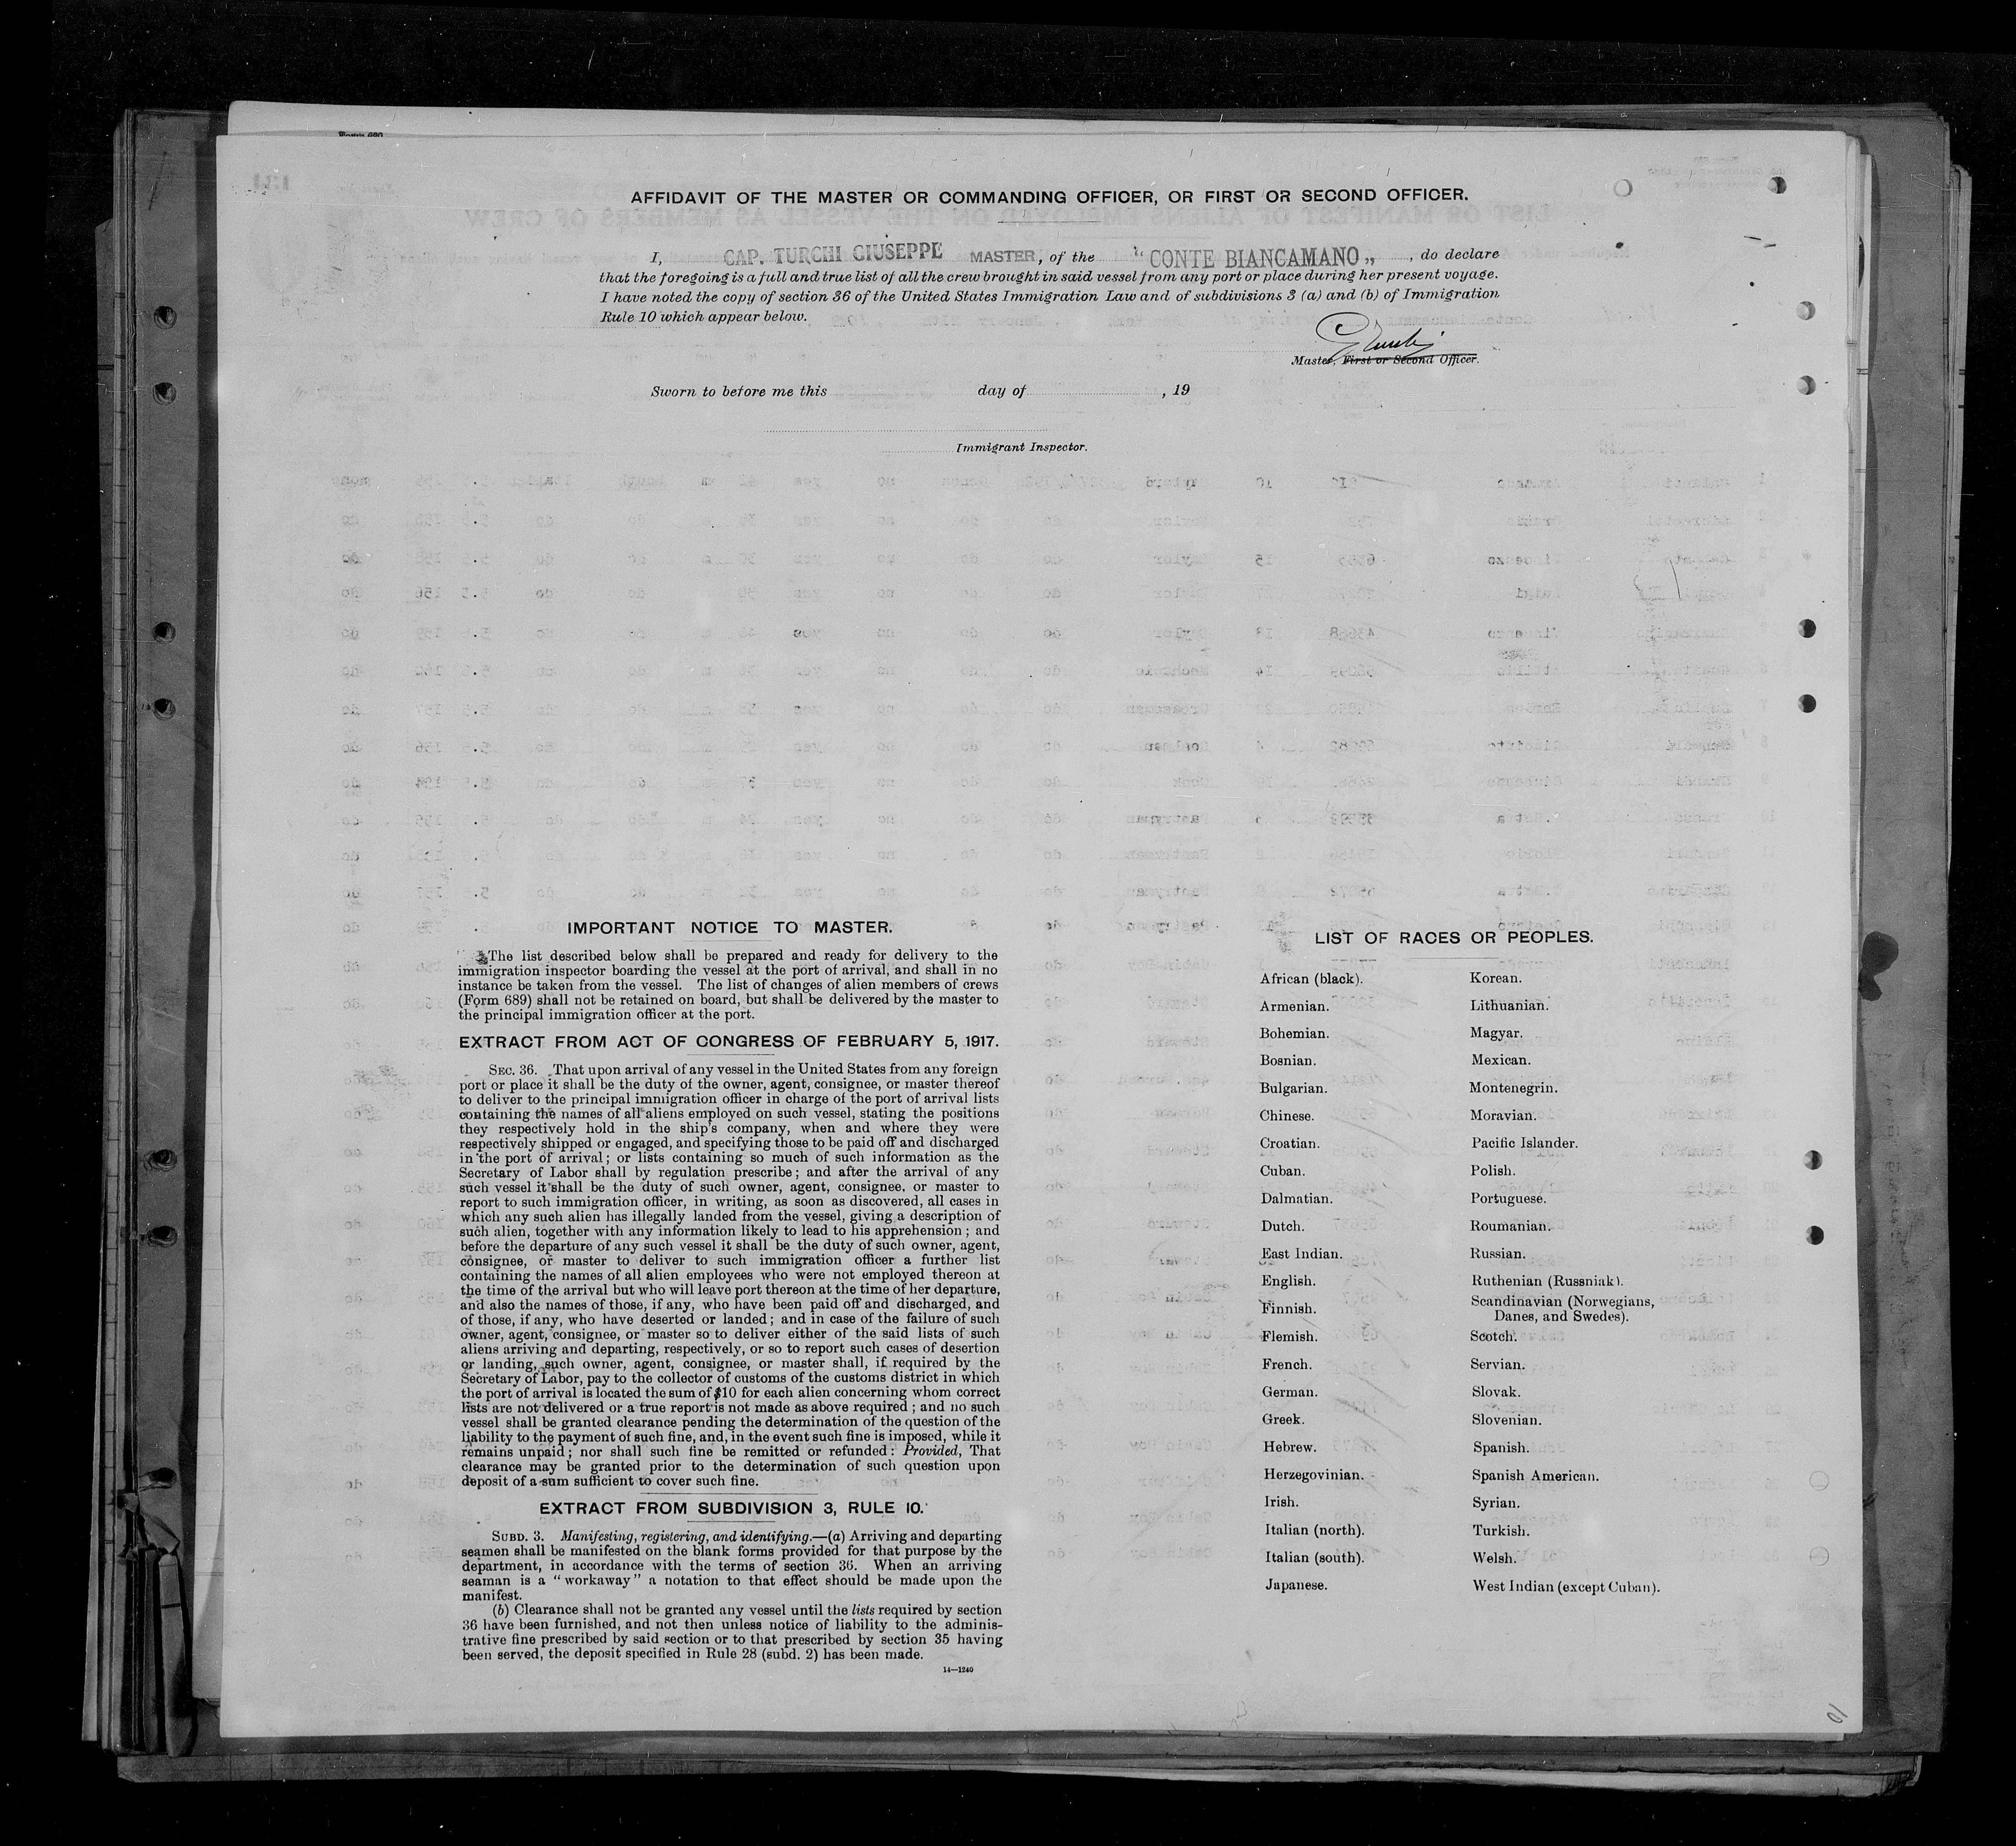 AFFIDAVIT OF THE MASTER OR COMMANDING OFFICER, OR FIRST OR SECOND OFFICER.
I, CAP. TURCHI GIUSEPPE MASTER, of the "CONTE BIANCAMANO„, do declare
that the foregoing is a full and true list of all the crew brought in said vessel from any port or place during her present voyage.
I have noted the copy of section 36 of the United States Immigration Law and of subdivisions 3 (a) and (b) of Immigration
Rule 10 which appear below.
Master, First or Second Officer.
Sworn to before me this day of , 19
Immigrant Inspector.
IMPORTANT NOTICE TO MASTER.
The list described below shall be prepared and ready for delivery to the
immigration inspector boarding the vessel at the port of arrival, and shall in no
instance be taken from the vessel. The list of changes of alien members of crews
(Form 689) shall not be retained on board, but shall be delivered by the master to
the principal immigration officer at the port.
EXTRACT FROM ACT OF CONGRESS OF FEBRUARY 5, 1917.
SEC. 36. That upon arrival of any vessel in the United States from any foreign
port or place it shall be the duty of the owner, agent, consignee, or master thereof
to deliver to the principal immigration officer in charge of the port of arrival lists
containing the names of all aliens employed on such vessel, stating the positions
they respectively hold in the ship's company, when and where they were
respectively shipped or engaged, and specifying those to be paid off and discharged
in the port of arrival; or lists containing so much of such information as the
Secretary of Labor shall by regulation prescribe; and after the arrival of any
such vessel it shall be the duty of such owner, agent, consignee, or master to
report to such immigration officer, in writing, as soon as discovered, all cases in
which any such alien has illegally landed from the vessel, giving a description of
such alien, together with any information likely to lead to his apprehension; and
before the departure of any such vessel it shall be the duty of such owner, agent,
consignee, or master to deliver to such immigration officer a further list
containing the names of all alien employees who were not employed thereon at
the time of the arrival but who will leave port thereon at the time of her departure,
and also the names of those, if any, who have been paid off and discharged, and
of those, if any, who have deserted or landed; and in case of the failure of such
owner, agent, consignee, or master so to deliver either of the said lists of such
aliens arriving and departing, respectively, or so to report such cases of desertion
or landing, such owner, agent, consignee, or master shall, if required by the
Secretary of Labor, pay to the collector of customs of the customs district in which
the port of arrival is located the sum of $10 for each alien concerning whom correct
lists are not delivered or a true report is not made as above required; and no such
vessel shall be granted clearance pending the determination of the question of the
liability to the payment of such fine, and, in the event such fine is imposed, while it
remains unpaid; nor shall such fine be remitted or refunded: Provided, That
clearance may be granted prior to the determination of such question upon
deposit of a sum sufficient to cover such fine.
EXTRACT FROM SUBDIVISION 3, RULE 10.
SUBD. 3. Manifesting, registering, and identifying.—(a) Arriving and departing
seamen shall be manifested on the blank forms provided for that purpose by the
department, in accordance with the terms of section 36. When an arriving
seaman is a "workaway" a notation to that effect should be made upon the
manifest.
(b) Clearance shall not be granted any vessel until the lists required by section
36 have been furnished, and not then unless notice of liability to the adminis-
trative fine prescribed by said section or to that prescribed by section 35 having
been served, the deposit specified in Rule 28 (subd. 2) has been made.
14—1240
LIST OF RACES OR PEOPLES.
African (black).
Armenian.
Bohemian.
Bosnian.
Bulgarian.
Chinese.
Croatian.
Cuban.
Dalmatian.
Dutch.
East Indian.
English.
Finnish.
Flemish.
French.
German.
Greek.
Hebrew.
Herzegovinian.
Irish.
Italian (north).
Italian (south).
Japanese.
Korean.
Lithuanian.
Magyar.
Mexican.
Montenegrin.
Moravian.
Pacific Islander.
Polish.
Portuguese.
Roumanian.
Russian.
Ruthenian (Russniak).
Scandinavian (Norwegians,
Danes, and Swedes).
Scotch.
Servian.
Slovak.
Slovenian.
Spanish.
Spanish American.
Syrian.
Turkish.
Welsh.
West Indian (except Cuban).
10